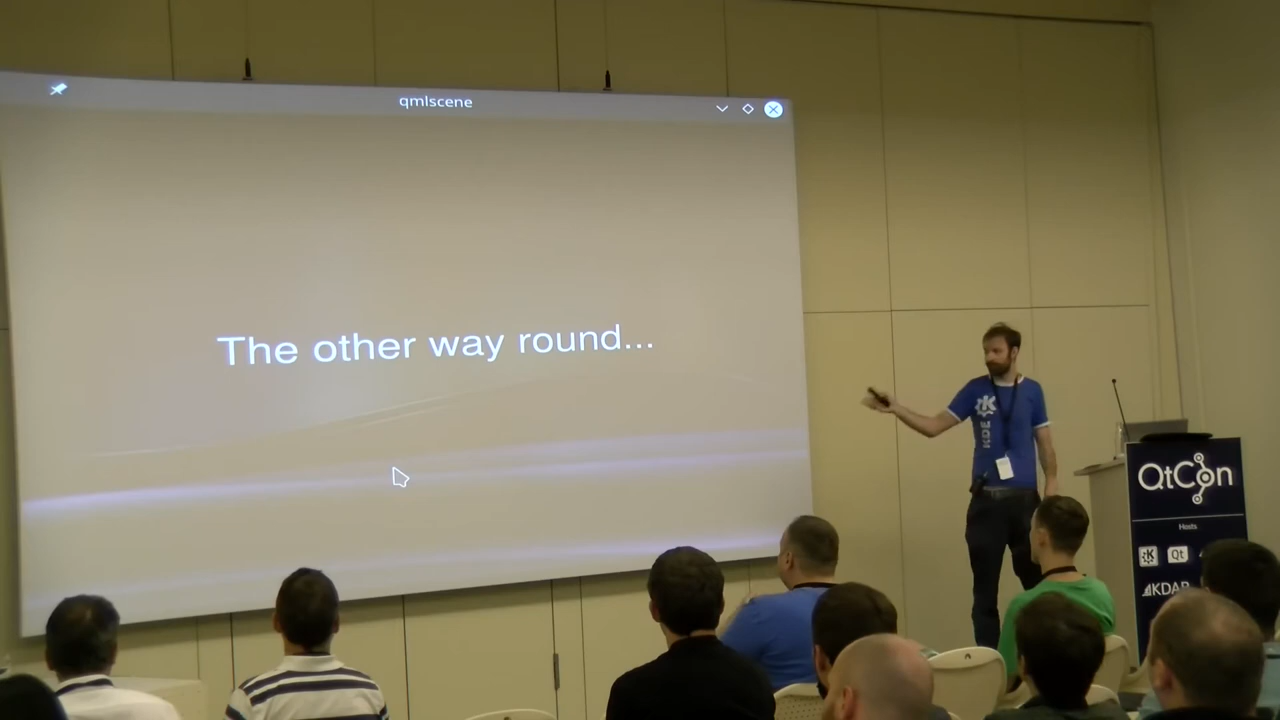 qmlscene
The other way round...
KDE
QtCon
Hosts
Qt
KDAB